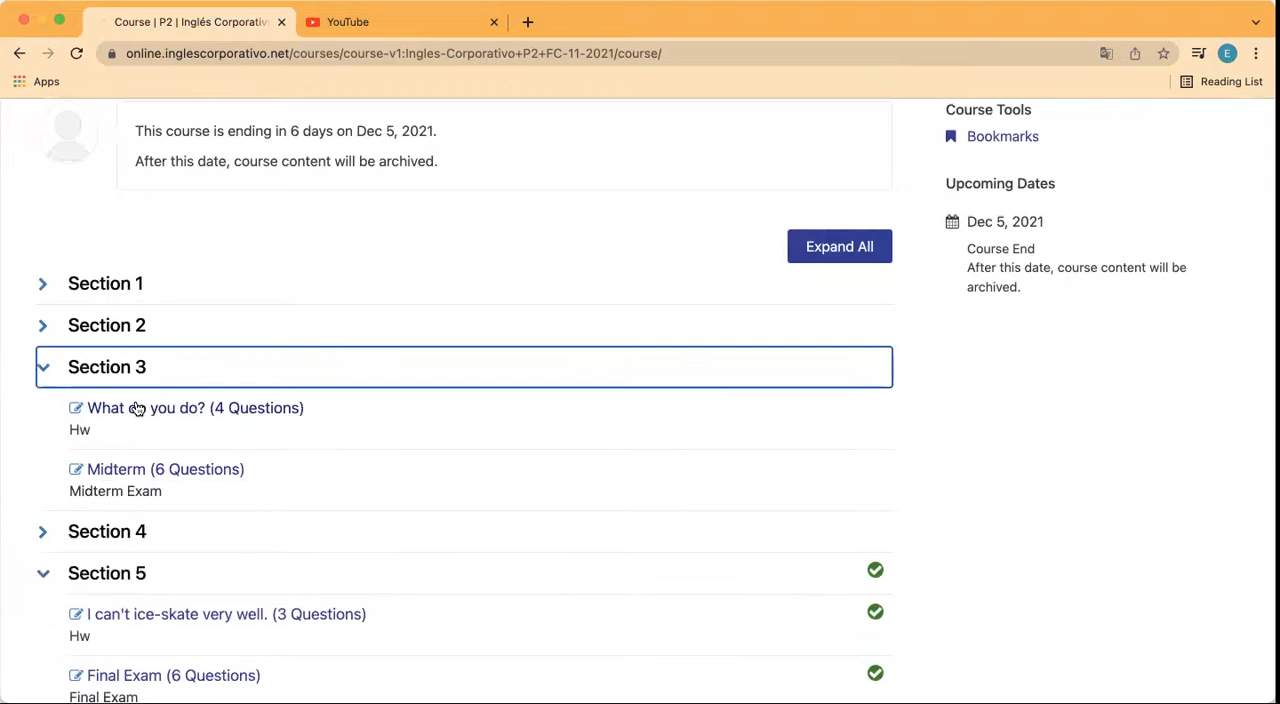 Course | P2 | Inglés Corporativ
YouTube
online.inglescorporativo.net/courses/course-v1:Ingles-Corporativo+P2+FC-11-2021/course/
E
Apps
Reading List
This course is ending in 6 days on Dec 5, 2021.
After this date, course content will be archived.
Expand All
Section 1
Section 2
Section 3
What do you do? (4 Questions)
Hw
Midterm (6 Questions)
Midterm Exam
Section 4
Section 5
I can't ice-skate very well. (3 Questions)
Hw
Final Exam (6 Questions)
Final Exam
Course Tools
Bookmarks
Upcoming Dates
Dec 5, 2021
Course End
After this date, course content will be
archived.